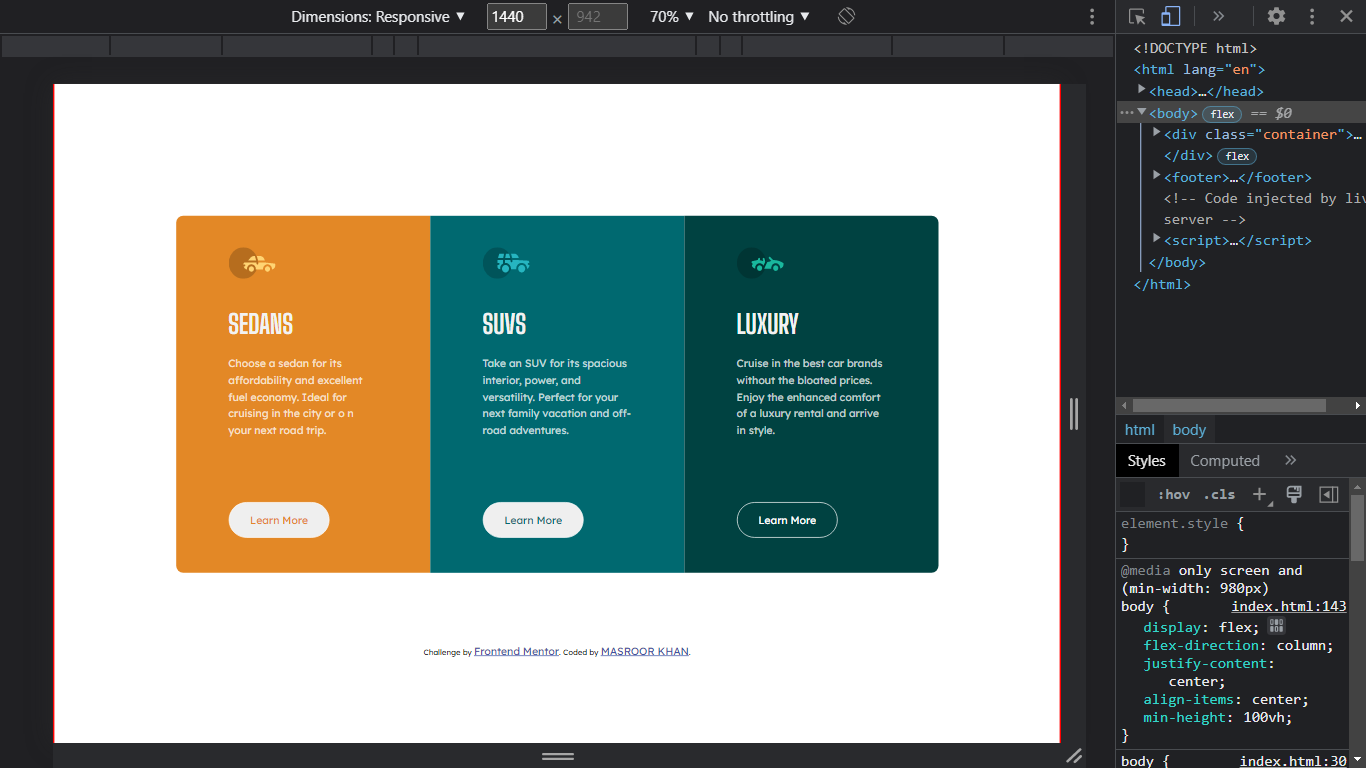 Dimensions: Responsive ▼ 1440 × 942 70% ▼ No throttling ▼
SEDANS
Choose a sedan for its
affordability and excellent
fuel economy. Ideal for
cruising in the city or o n
your next road trip.
Learn More
SUVS
Take an SUV for its spacious
interior, power, and
versatility. Perfect for your
next family vacation and off-
road adventures.
Learn More
LUXURY
Cruise in the best car brands
without the bloated prices.
Enjoy the enhanced comfort
of a luxury rental and arrive
in style.
Learn More
Challenge by Frontend Mentor. Coded by MASROOR KHAN.
<!DOCTYPE html>
<html lang="en">
<head>…</head>
<body> flex == $0
<div class="container">…
</div> flex
<footer>…</footer>
<!-- Code injected by liv
server -->
<script>…</script>
</body>
</html>
html body
Styles Computed »
:hov .cls +
element.style {
}
@media only screen and
(min-width: 980px)
body { index.html:143
display: flex;
flex-direction: column;
justify-content:
center;
align-items: center;
min-height: 100vh;
}
body { index.html:30